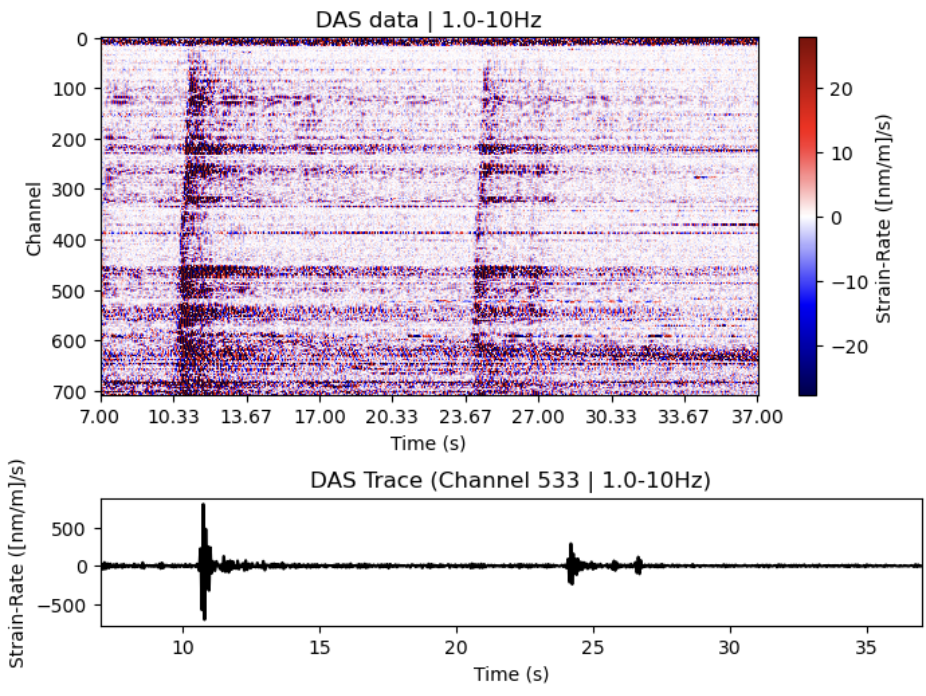 DAS data | 1.0-10Hz
0
100
200
300
400
500
600
700
Channel
7.00 10.33 13.67 17.00 20.33 23.67 27.00 30.33 33.67 37.00
Time (s)
20
10
0
−10
−20
Strain-Rate ([nm/m]/s)
DAS Trace (Channel 533 | 1.0-10Hz)
500
0
−500
Strain-Rate ([nm/m]/s)
10 15 20 25 30 35
Time (s)